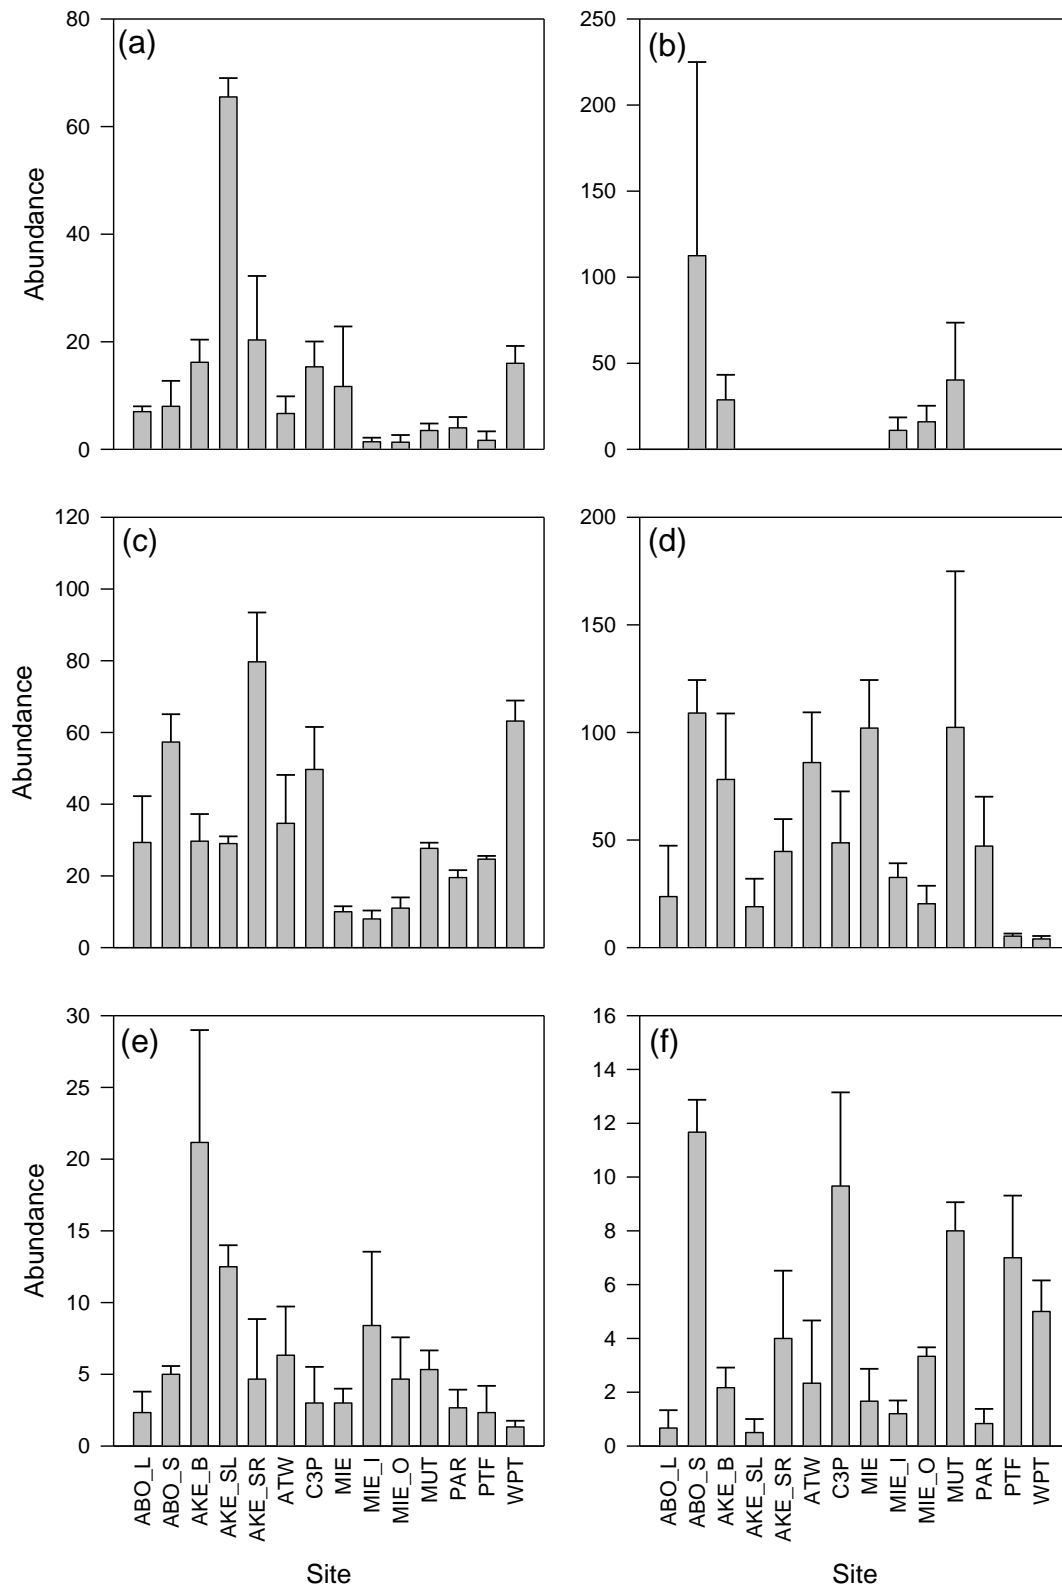 (a)
80
60
40
20
0
Abundance
(b)
250
200
150
100
50
0
(c)
120
100
80
60
40
20
0
Abundance
(d)
200
150
100
50
0
(e)
30
25
20
15
10
5
0
Abundance
ABO_L
ABO_S
AKE_B
AKE_SL
AKE_SR
ATW
C3P
MIE
MIE_I
MIE_O
MUT
PAR
PTF
WPT
Site
(f)
16
14
12
10
8
6
4
2
0
ABO_L
ABO_S
AKE_B
AKE_SL
AKE_SR
ATW
C3P
MIE
MIE_I
MIE_O
MUT
PAR
PTF
WPT
Site